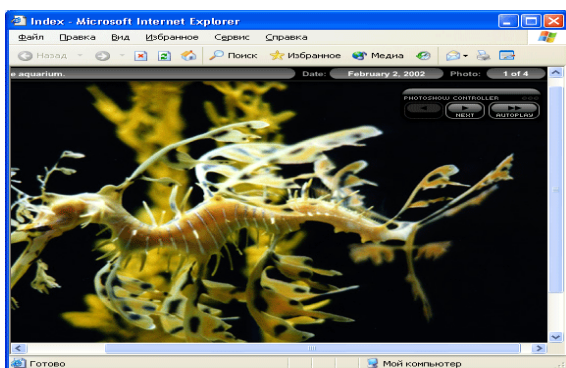 Index - Microsoft Internet Explorer
Файл Правка Вид Избранное Сервис Справка
Назад Поиск Избранное Медиа
e aquarium. Date: February 2, 2002 Photo: 1 of 4
PHOTOSHOW CONTROLLER
NEXT AUTOPLAY
Готово Мой компьютер